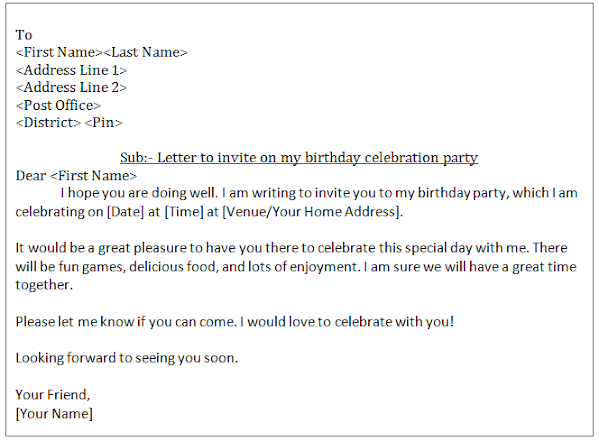 To
<First Name><Last Name>
<Address Line 1>
<Address Line 2>
<Post Office>
<District> <Pin>
Sub:- Letter to invite on my birthday celebration party
Dear <First Name>
I hope you are doing well. I am writing to invite you to my birthday party, which I am
celebrating on [Date] at [Time] at [Venue/Your Home Address].
It would be a great pleasure to have you there to celebrate this special day with me. There
will be fun games, delicious food, and lots of enjoyment. I am sure we will have a great time
together.
Please let me know if you can come. I would love to celebrate with you!
Looking forward to seeing you soon.
Your Friend,
[Your Name]